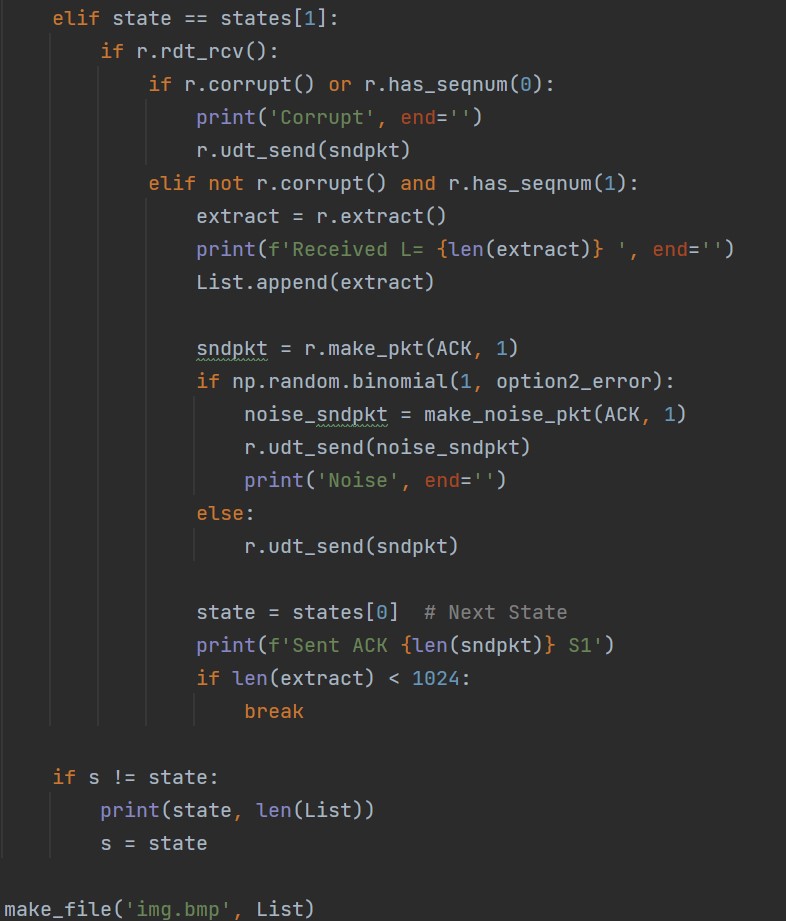 elif state == states[1]:
        if r.rdt_rcv():
            if r.corrupt() or r.has_seqnum(0):
                print('Corrupt', end='')
                r.udt_send(sndpkt)
            elif not r.corrupt() and r.has_seqnum(1):
                extract = r.extract()
                print(f'Received L= {len(extract)} ', end='')
                List.append(extract)

                sndpkt = r.make_pkt(ACK, 1)
                if np.random.binomial(1, option2_error):
                    noise_sndpkt = make_noise_pkt(ACK, 1)
                    r.udt_send(noise_sndpkt)
                    print('Noise', end='')
                else:
                    r.udt_send(sndpkt)

                state = states[0]  # Next State
                print(f'Sent ACK {len(sndpkt)} S1')
                if len(extract) < 1024:
                    break

    if s != state:
        print(state, len(List))
        s = state

make_file('img.bmp', List)